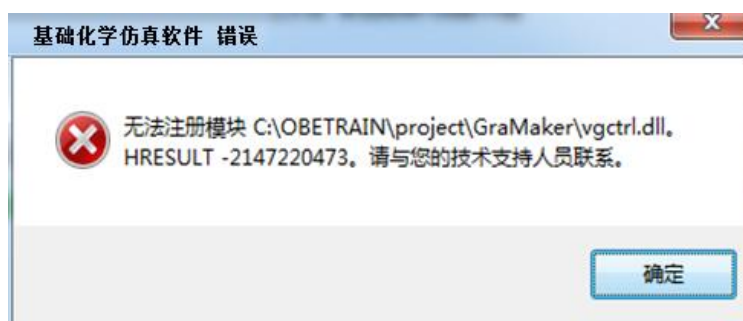 基础化学仿真软件 错误
无法注册模块 C:\OBETRAIN\project\GraMaker\vgctrl.dll。
HRESULT -2147220473。请与您的技术支持人员联系。
确定